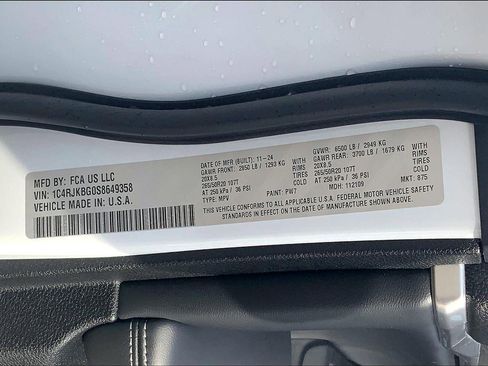 MFD BY: FCA US LLC
VIN: 1C4RJKBG0S8649358
VEHICLE MADE IN: U.S.A.
DATE OF MFR (BUILT): 11-24
GAWR FRONT: 2850 LB / 1293 KG
20X8.5
265/50R20 107T
AT 250 kPa / 36 PSI
TYPE: MPV
PAINT: PW7
GVWR: 6500 LB / 2949 KG
GAWR REAR: 3700 LB / 1679 KG
20X8.5 RIMS
265/50R20 107T TIRES
AT 250 kPa / 36 PSI COLD
MOH: 112109
MKT: 875
RIMS
TIRES
COLD
THIS VEHICLE CONFORMS TO ALL APPLICABLE U.S.A. FEDERAL MOTOR VEHICLE SAFETY
STANDARDS IN EFFECT ON THE DATE OF MANUFACTURE SHOWN ABOVE.